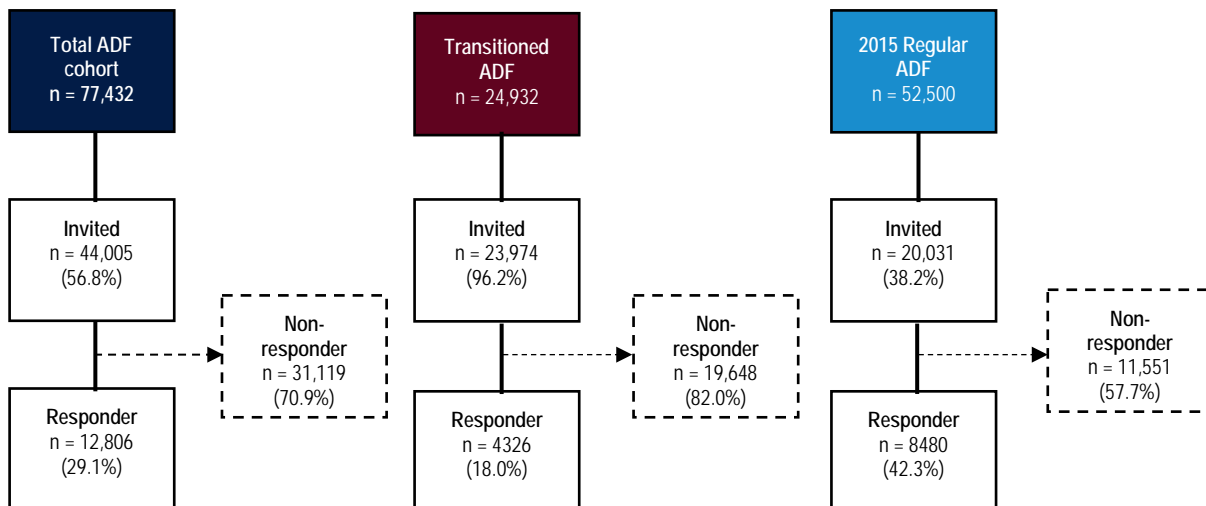 Total ADF
cohort
n = 77,432
Invited
n = 44,005
(56.8%)
Non-
responder
n = 31,119
(70.9%)
Responder
n = 12,806
(29.1%)
Transitioned
ADF
n = 24,932
Invited
n = 23,974
(96.2%)
Non-
responder
n = 19,648
(82.0%)
Responder
n = 4326
(18.0%)
2015 Regular
ADF
n = 52,500
Invited
n = 20,031
(38.2%)
Non-
responder
n = 11,551
(57.7%)
Responder
n = 8480
(42.3%)